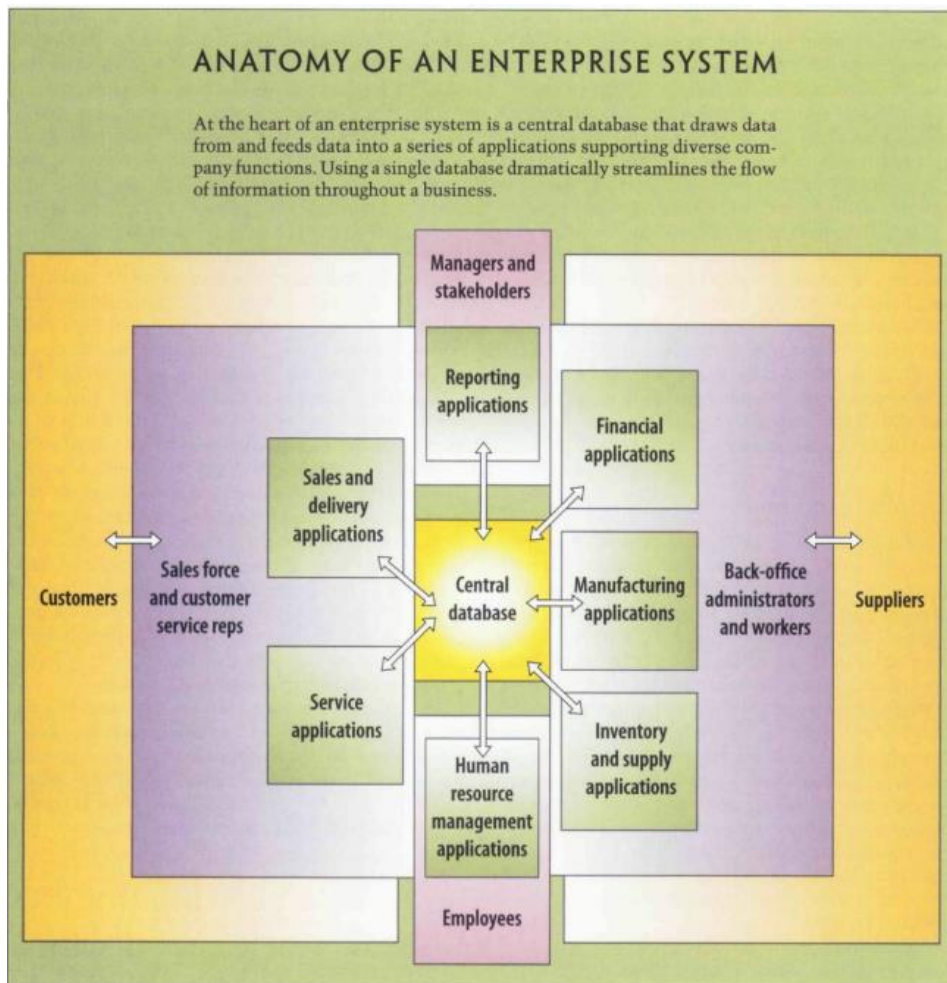 ANATOMY OF AN ENTERPRISE SYSTEM
At the heart of an enterprise system is a central database that draws data
from and feeds data into a series of applications supporting diverse com-
pany functions. Using a single database dramatically streamlines the flow
of information throughout a business.
Managers and
stakeholders
Reporting
applications
Financial
applications
Sales and
delivery
applications
Customers
Sales force
and customer
service reps
Central
database
Manufacturing
applications
Back-office
administrators
and workers
Suppliers
Service
applications
Inventory
and supply
applications
Human
resource
management
applications
Employees